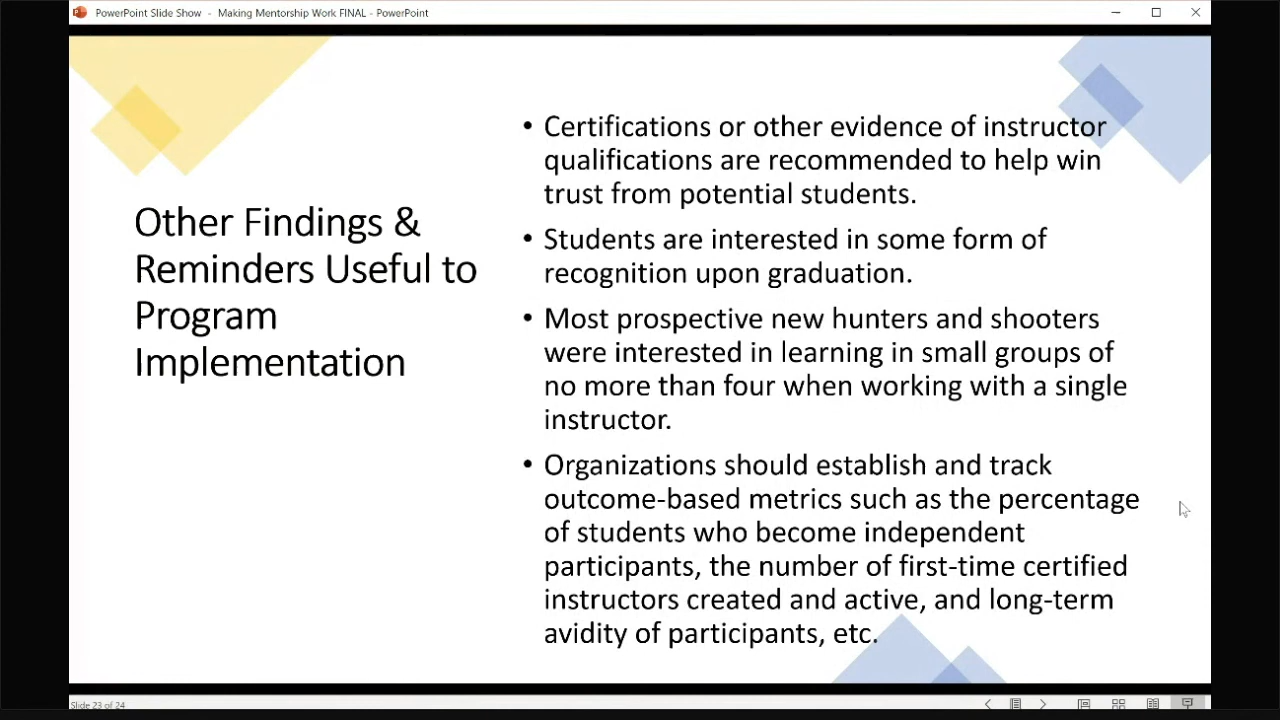 PowerPoint Slide Show - Making Mentorship Work FINAL - PowerPoint
Other Findings &
Reminders Useful to
Program
Implementation
• Certifications or other evidence of instructor
qualifications are recommended to help win
trust from potential students.
• Students are interested in some form of
recognition upon graduation.
• Most prospective new hunters and shooters
were interested in learning in small groups of
no more than four when working with a single
instructor.
• Organizations should establish and track
outcome-based metrics such as the percentage
of students who become independent
participants, the number of first-time certified
instructors created and active, and long-term
avidity of participants, etc.
Slide 23 of 24